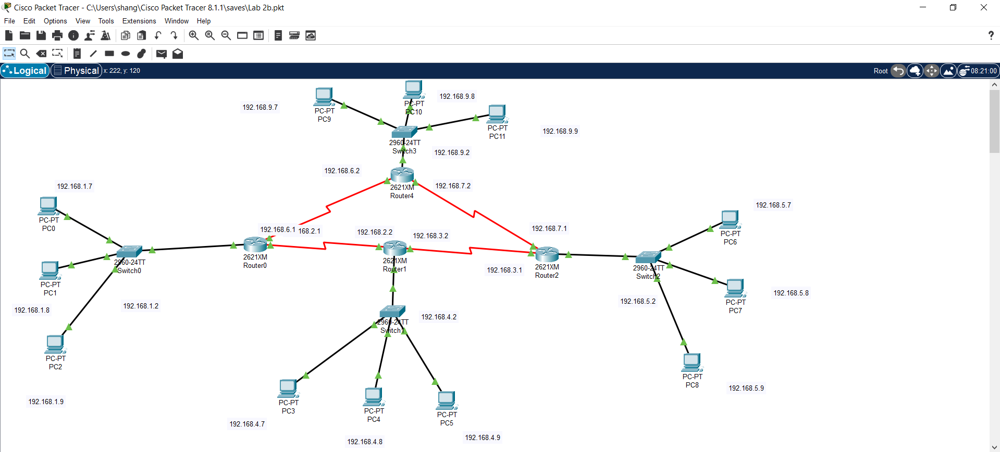 Cisco Packet Tracer - C:\Users\shang\Cisco Packet Tracer 8.1.1\saves\Lab 2b.pkt
File Edit Options View Tools Extensions Window Help
?
Logical Physical x: 222, y: 120
Root 08:21:00
192.168.9.7
PC-PT
PC9
PC-PT
PC10
192.168.9.8
PC-PT
PC11
192.168.9.9
2960-24TT
Switch3
192.168.9.2
192.168.6.2
2621XM
Router4
192.168.7.2
192.168.1.7
PC-PT
PC0
192.168.6.1
168.2.1
2621XM
Router0
192.168.2.2
192.168.3.2
2621XM
Router1
192.168.7.1
192.168.3.1
2621XM
Router2
192.168.5.7
PC-PT
PC6
2960-24TT
Switch0
PC-PT
PC1
192.168.1.8
192.168.1.2
PC-PT
PC2
192.168.1.9
2960-24TT
Switch1
192.168.4.2
PC-PT
PC3
192.168.4.7
PC-PT
PC4
192.168.4.8
PC-PT
PC5
192.168.4.9
2960-24TT
Switch2
192.168.5.2
PC-PT
PC7
192.168.5.8
PC-PT
PC8
192.168.5.9